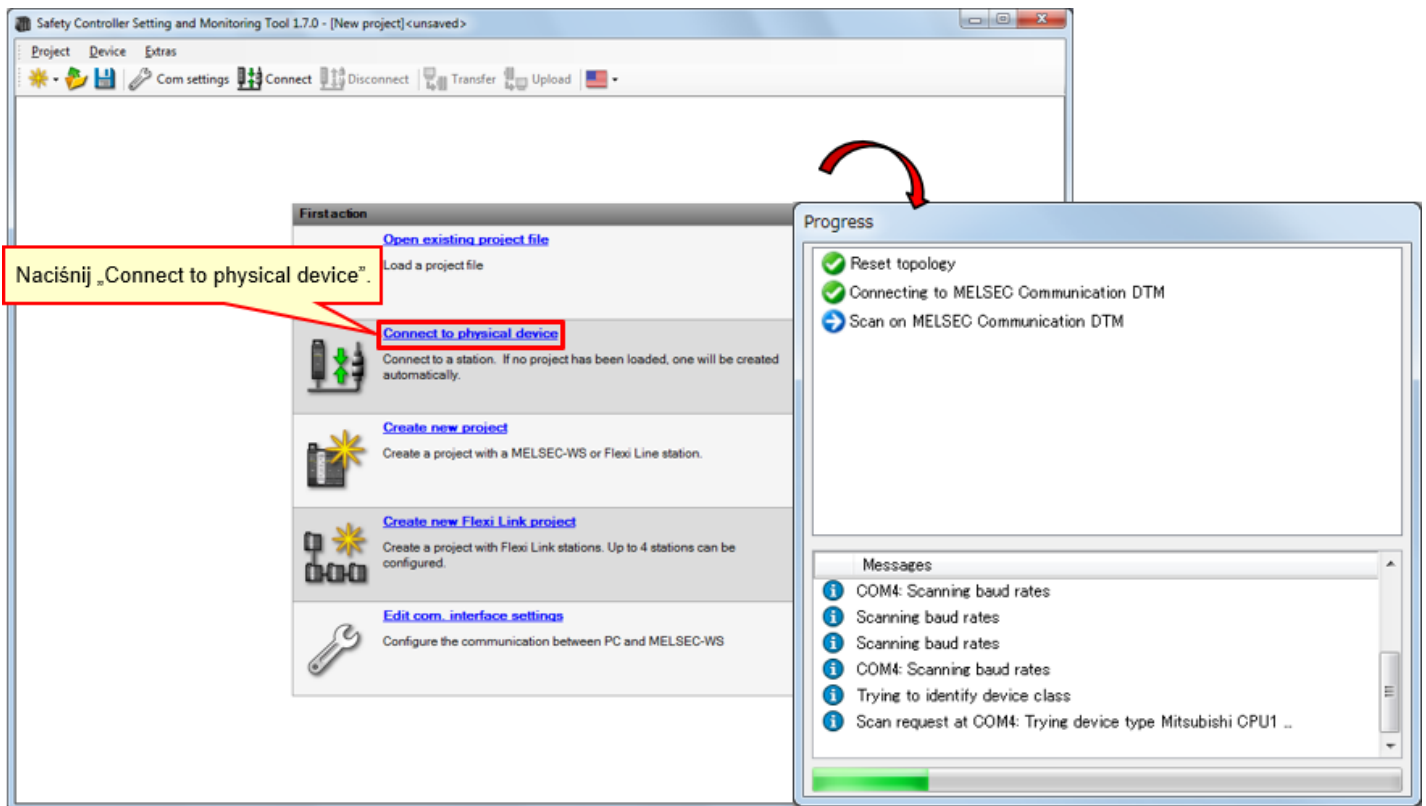 Safety Controller Setting and Monitoring Tool 1.7.0 - [New project]<unsaved>
Project Device Extras
Com settings Connect Disconnect Transfer Upload
First action
Open existing project file
Load a project file
Naciśnij „Connect to physical device”.
Connect to physical device
Connect to a station. If no project has been loaded, one will be created
automatically.
Create new project
Create a project with a MELSEC-WS or Flexi Line station.
Create new Flexi Link project
Create a project with Flexi Link stations. Up to 4 stations can be
configured.
Edit com. interface settings
Configure the communication between PC and MELSEC-WS
Progress
Reset topology
Connecting to MELSEC Communication DTM
Scan on MELSEC Communication DTM
Messages
COM4: Scanning baud rates
Scanning baud rates
Scanning baud rates
COM4: Scanning baud rates
Trying to identify device class
Scan request at COM4: Trying device type Mitsubishi CPU1 ...